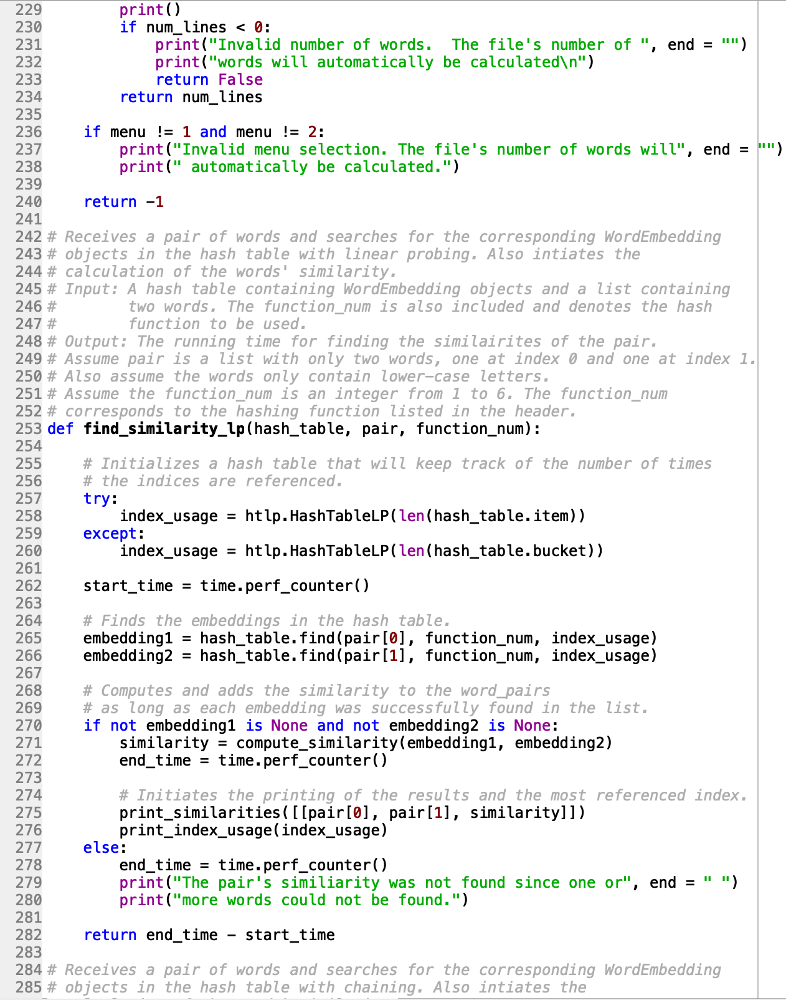 229         print()
230         if num_lines < 0:
231             print("Invalid number of words.  The file's number of ", end = "")
232             print("words will automatically be calculated\n")
233             return False
234         return num_lines
235
236     if menu != 1 and menu != 2:
237         print("Invalid menu selection. The file's number of words will", end = "")
238         print(" automatically be calculated.")
239
240     return -1
241
242 # Receives a pair of words and searches for the corresponding WordEmbedding
243 # objects in the hash table with linear probing. Also intiates the
244 # calculation of the words' similarity.
245 # Input: A hash table containing WordEmbedding objects and a list containing
246 #        two words. The function_num is also included and denotes the hash
247 #        function to be used.
248 # Output: The running time for finding the similairites of the pair.
249 # Assume pair is a list with only two words, one at index 0 and one at index 1.
250 # Also assume the words only contain lower-case letters.
251 # Assume the function_num is an integer from 1 to 6. The function_num
252 # corresponds to the hashing function listed in the header.
253 def find_similarity_lp(hash_table, pair, function_num):
254
255     # Initializes a hash table that will keep track of the number of times
256     # the indices are referenced.
257     try:
258         index_usage = htlp.HashTableLP(len(hash_table.item))
259     except:
260         index_usage = htlp.HashTableLP(len(hash_table.bucket))
261
262     start_time = time.perf_counter()
263
264     # Finds the embeddings in the hash table.
265     embedding1 = hash_table.find(pair[0], function_num, index_usage)
266     embedding2 = hash_table.find(pair[1], function_num, index_usage)
267
268     # Computes and adds the similarity to the word_pairs
269     # as long as each embedding was successfully found in the list.
270     if not embedding1 is None and not embedding2 is None:
271         similarity = compute_similarity(embedding1, embedding2)
272         end_time = time.perf_counter()
273
274         # Initiates the printing of the results and the most referenced index.
275         print_similarities([[pair[0], pair[1], similarity]])
276         print_index_usage(index_usage)
277     else:
278         end_time = time.perf_counter()
279         print("The pair's similiarity was not found since one or", end = " ")
280         print("more words could not be found.")
281
282     return end_time - start_time
283
284 # Receives a pair of words and searches for the corresponding WordEmbedding
285 # objects in the hash table with chaining. Also intiates the